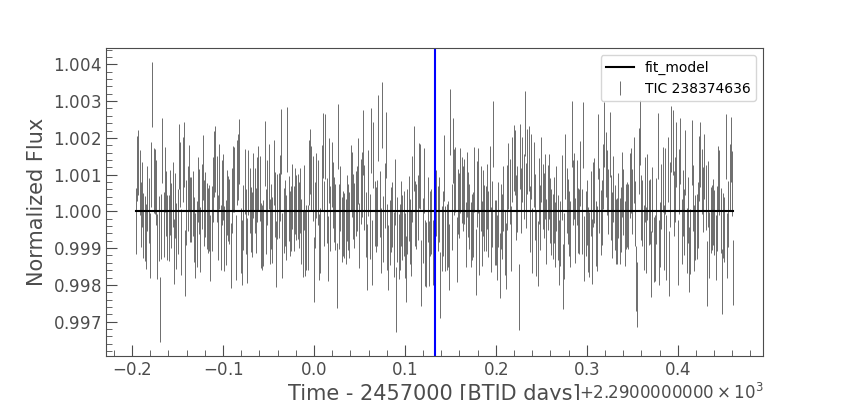 1.004
1.003
1.002
1.001
1.000
0.999
0.998
0.997
Normalized Flux
fit_model
TIC 238374636
−0.2 −0.1 0.0 0.1 0.2 0.3 0.4
Time - 2457000 [BTJD days] +2.2900000000 × 10³